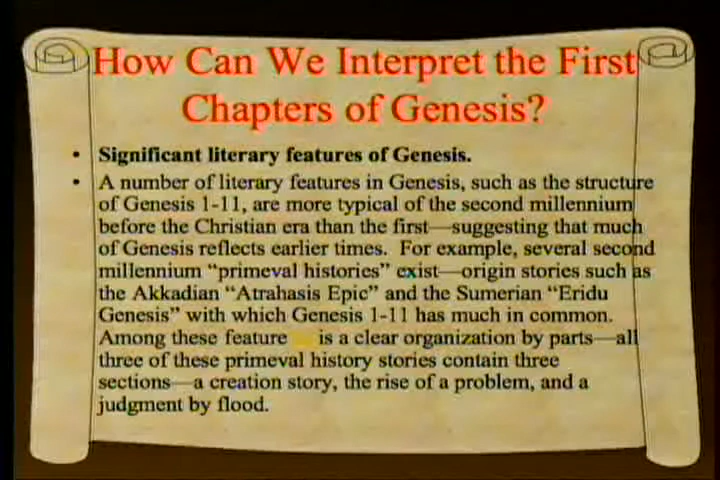 How Can We Interpret the First
Chapters of Genesis?
• Significant literary features of Genesis.
• A number of literary features in Genesis, such as the structure
of Genesis 1-11, are more typical of the second millennium
before the Christian era than the first—suggesting that much
of Genesis reflects earlier times. For example, several second
millennium “primeval histories” exist—origin stories such as
the Akkadian “Atrahasis Epic” and the Sumerian “Eridu
Genesis” with which Genesis 1-11 has much in common.
Among these feature is a clear organization by parts—all
three of these primeval history stories contain three
sections—a creation story, the rise of a problem, and a
judgment by flood.